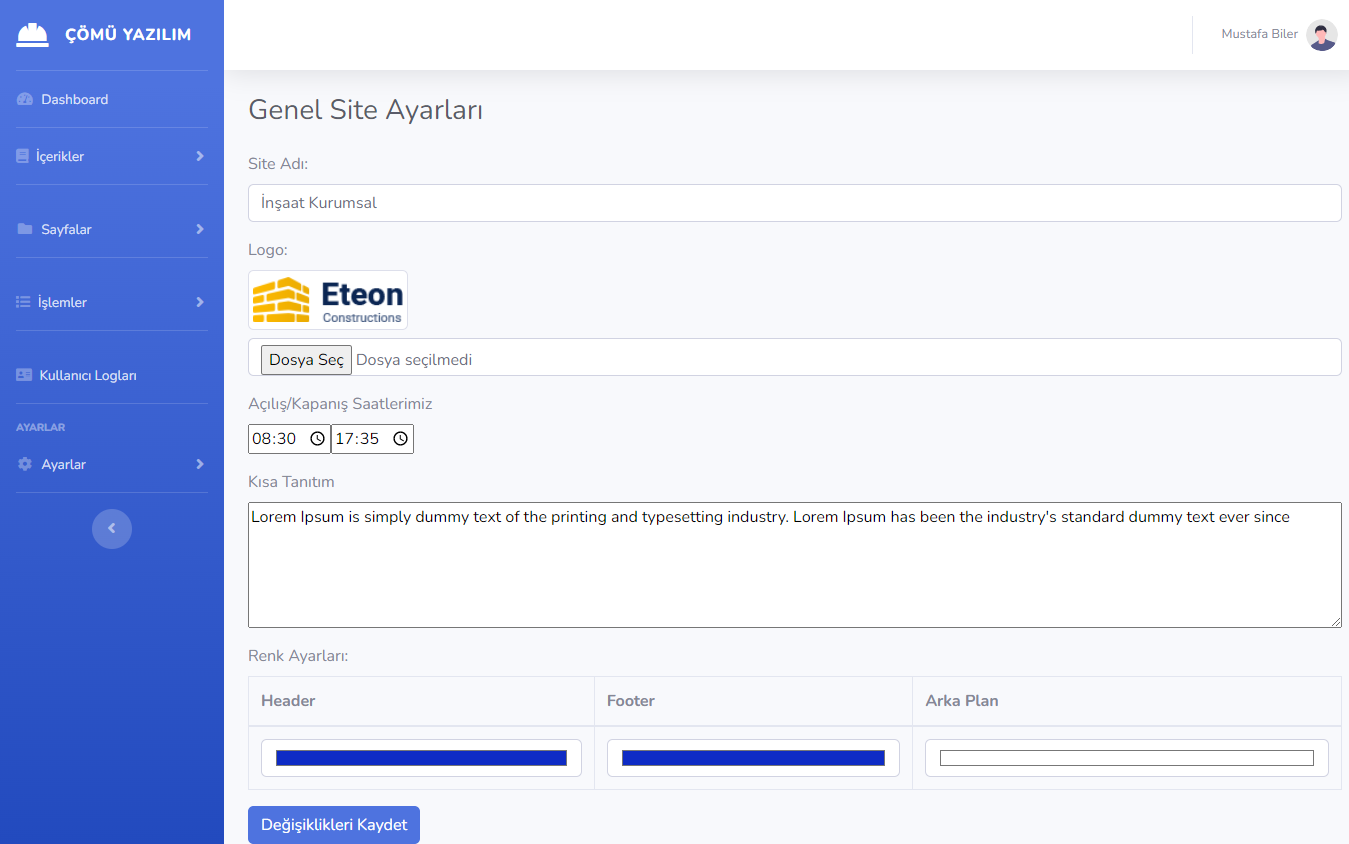 ÇÖMÜ YAZILIM
Mustafa Biler
Dashboard
İçerikler
Sayfalar
İşlemler
Kullanıcı Logları
AYARLAR
Ayarlar
Genel Site Ayarları
Site Adı:
İnşaat Kurumsal
Logo:
Eteon
Constructions
Dosya Seç Dosya seçilmedi
Açılış/Kapanış Saatlerimiz
08:30 17:35
Kısa Tanıtım
Lorem Ipsum is simply dummy text of the printing and typesetting industry. Lorem Ipsum has been the industry's standard dummy text ever since
Renk Ayarları:
Header Footer Arka Plan
Değişiklikleri Kaydet